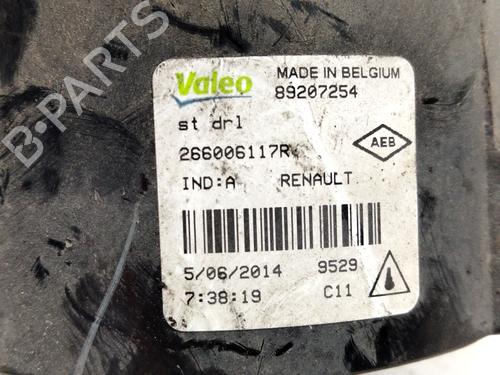 B-PARTS
Valeo
MADE IN BELGIUM
89207254
st drl
266006117R
AEB
IND:A RENAULT
5/06/2014 9529
7:38:19 C11